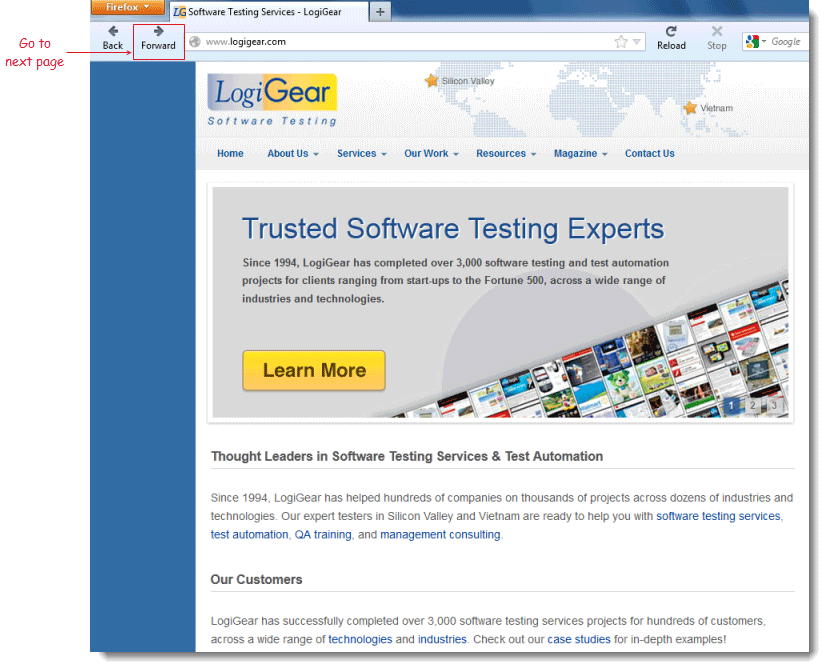 Firefox
LG Software Testing Services - LogiGear
Go to
next page
Back
Forward
www.logigear.com
Reload
Stop
Google
LogiGear
Software Testing
Silicon Valley
Vietnam
Home About Us Services Our Work Resources Magazine Contact Us
Trusted Software Testing Experts
Since 1994, LogiGear has completed over 3,000 software testing and test automation
projects for clients ranging from start-ups to the Fortune 500, across a wide range of
industries and technologies.
Learn More
1 2 3
Thought Leaders in Software Testing Services & Test Automation
Since 1994, LogiGear has helped hundreds of companies on thousands of projects across dozens of industries and
technologies. Our expert testers in Silicon Valley and Vietnam are ready to help you with software testing services,
test automation, QA training, and management consulting.
Our Customers
LogiGear has successfully completed over 3,000 software testing services projects for hundreds of customers,
across a wide range of technologies and industries. Check out our case studies for in-depth examples!